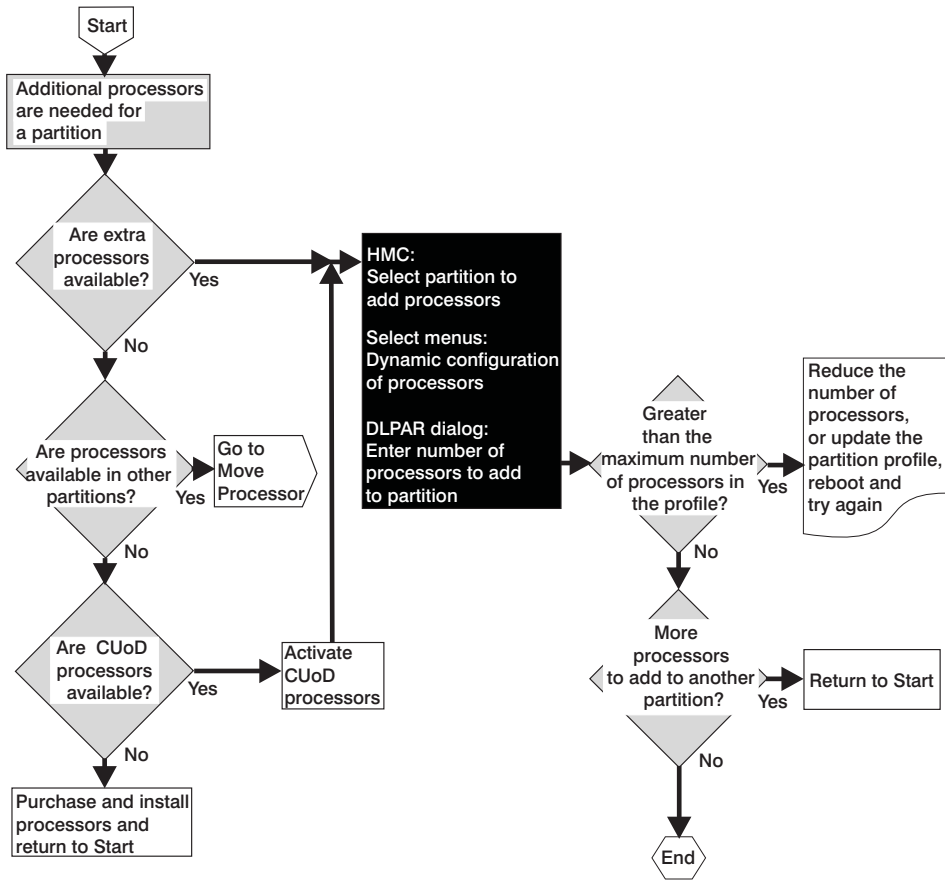 Start
Additional processors
are needed for
a partition
Are extra
processors
available?
Yes
No
Are processors
available in other
partitions?
Yes
Go to
Move
Processor
No
Are CUoD
processors
available?
Yes
Activate
CUoD
processors
No
Purchase and install
processors and
return to Start
HMC:
Select partition to
add processors
Select menus:
Dynamic configuration
of processors
DLPAR dialog:
Enter number of
processors to add
to partition
Greater
than the
maximum number
of processors in
the profile?
Yes
Reduce the
number of
processors,
or update the
partition profile,
reboot and
try again
No
More
processors
to add to another
partition?
Yes
Return to Start
No
End